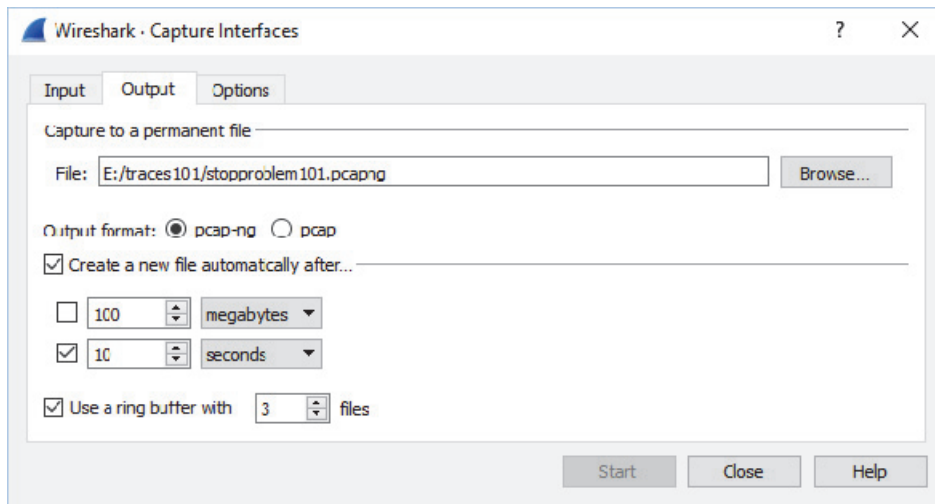 Wireshark · Capture Interfaces ?
Input Output Options
Capture to a permanent file
File: E:/traces101/stopproblem101.pcapng Browse...
Output format: pcap-ng pcap
Create a new file automatcally after...
100 megabytes
10 seconds
Use a ring buffer with 3 files
Start Close Help